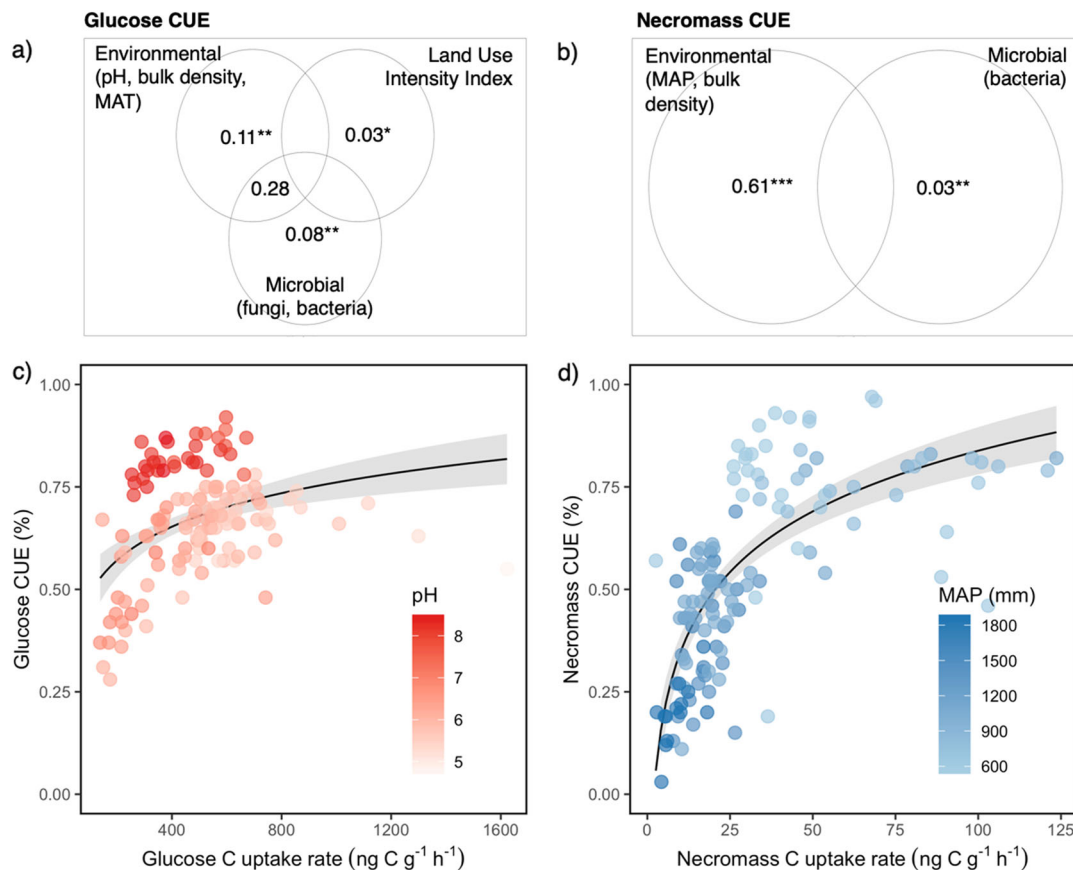 Glucose CUE
Necromass CUE
a)
Environmental
(pH, bulk density,
MAT)
Land Use
Intensity Index
0.11**
0.03*
0.28
0.08**
Microbial
(fungi, bacteria)
b)
Environmental
(MAP, bulk
density)
Microbial
(bacteria)
0.61***
0.03**
c)
1.00
0.75
0.50
0.25
0.00
Glucose CUE (%)
pH
8
7
6
5
400
800
1200
1600
Glucose C uptake rate (ng C g⁻¹ h⁻¹)
d)
1.00
0.75
0.50
0.25
0.00
Necromass CUE (%)
MAP (mm)
1800
1500
1200
900
600
0
25
50
75
100
125
Necromass C uptake rate (ng C g⁻¹ h⁻¹)